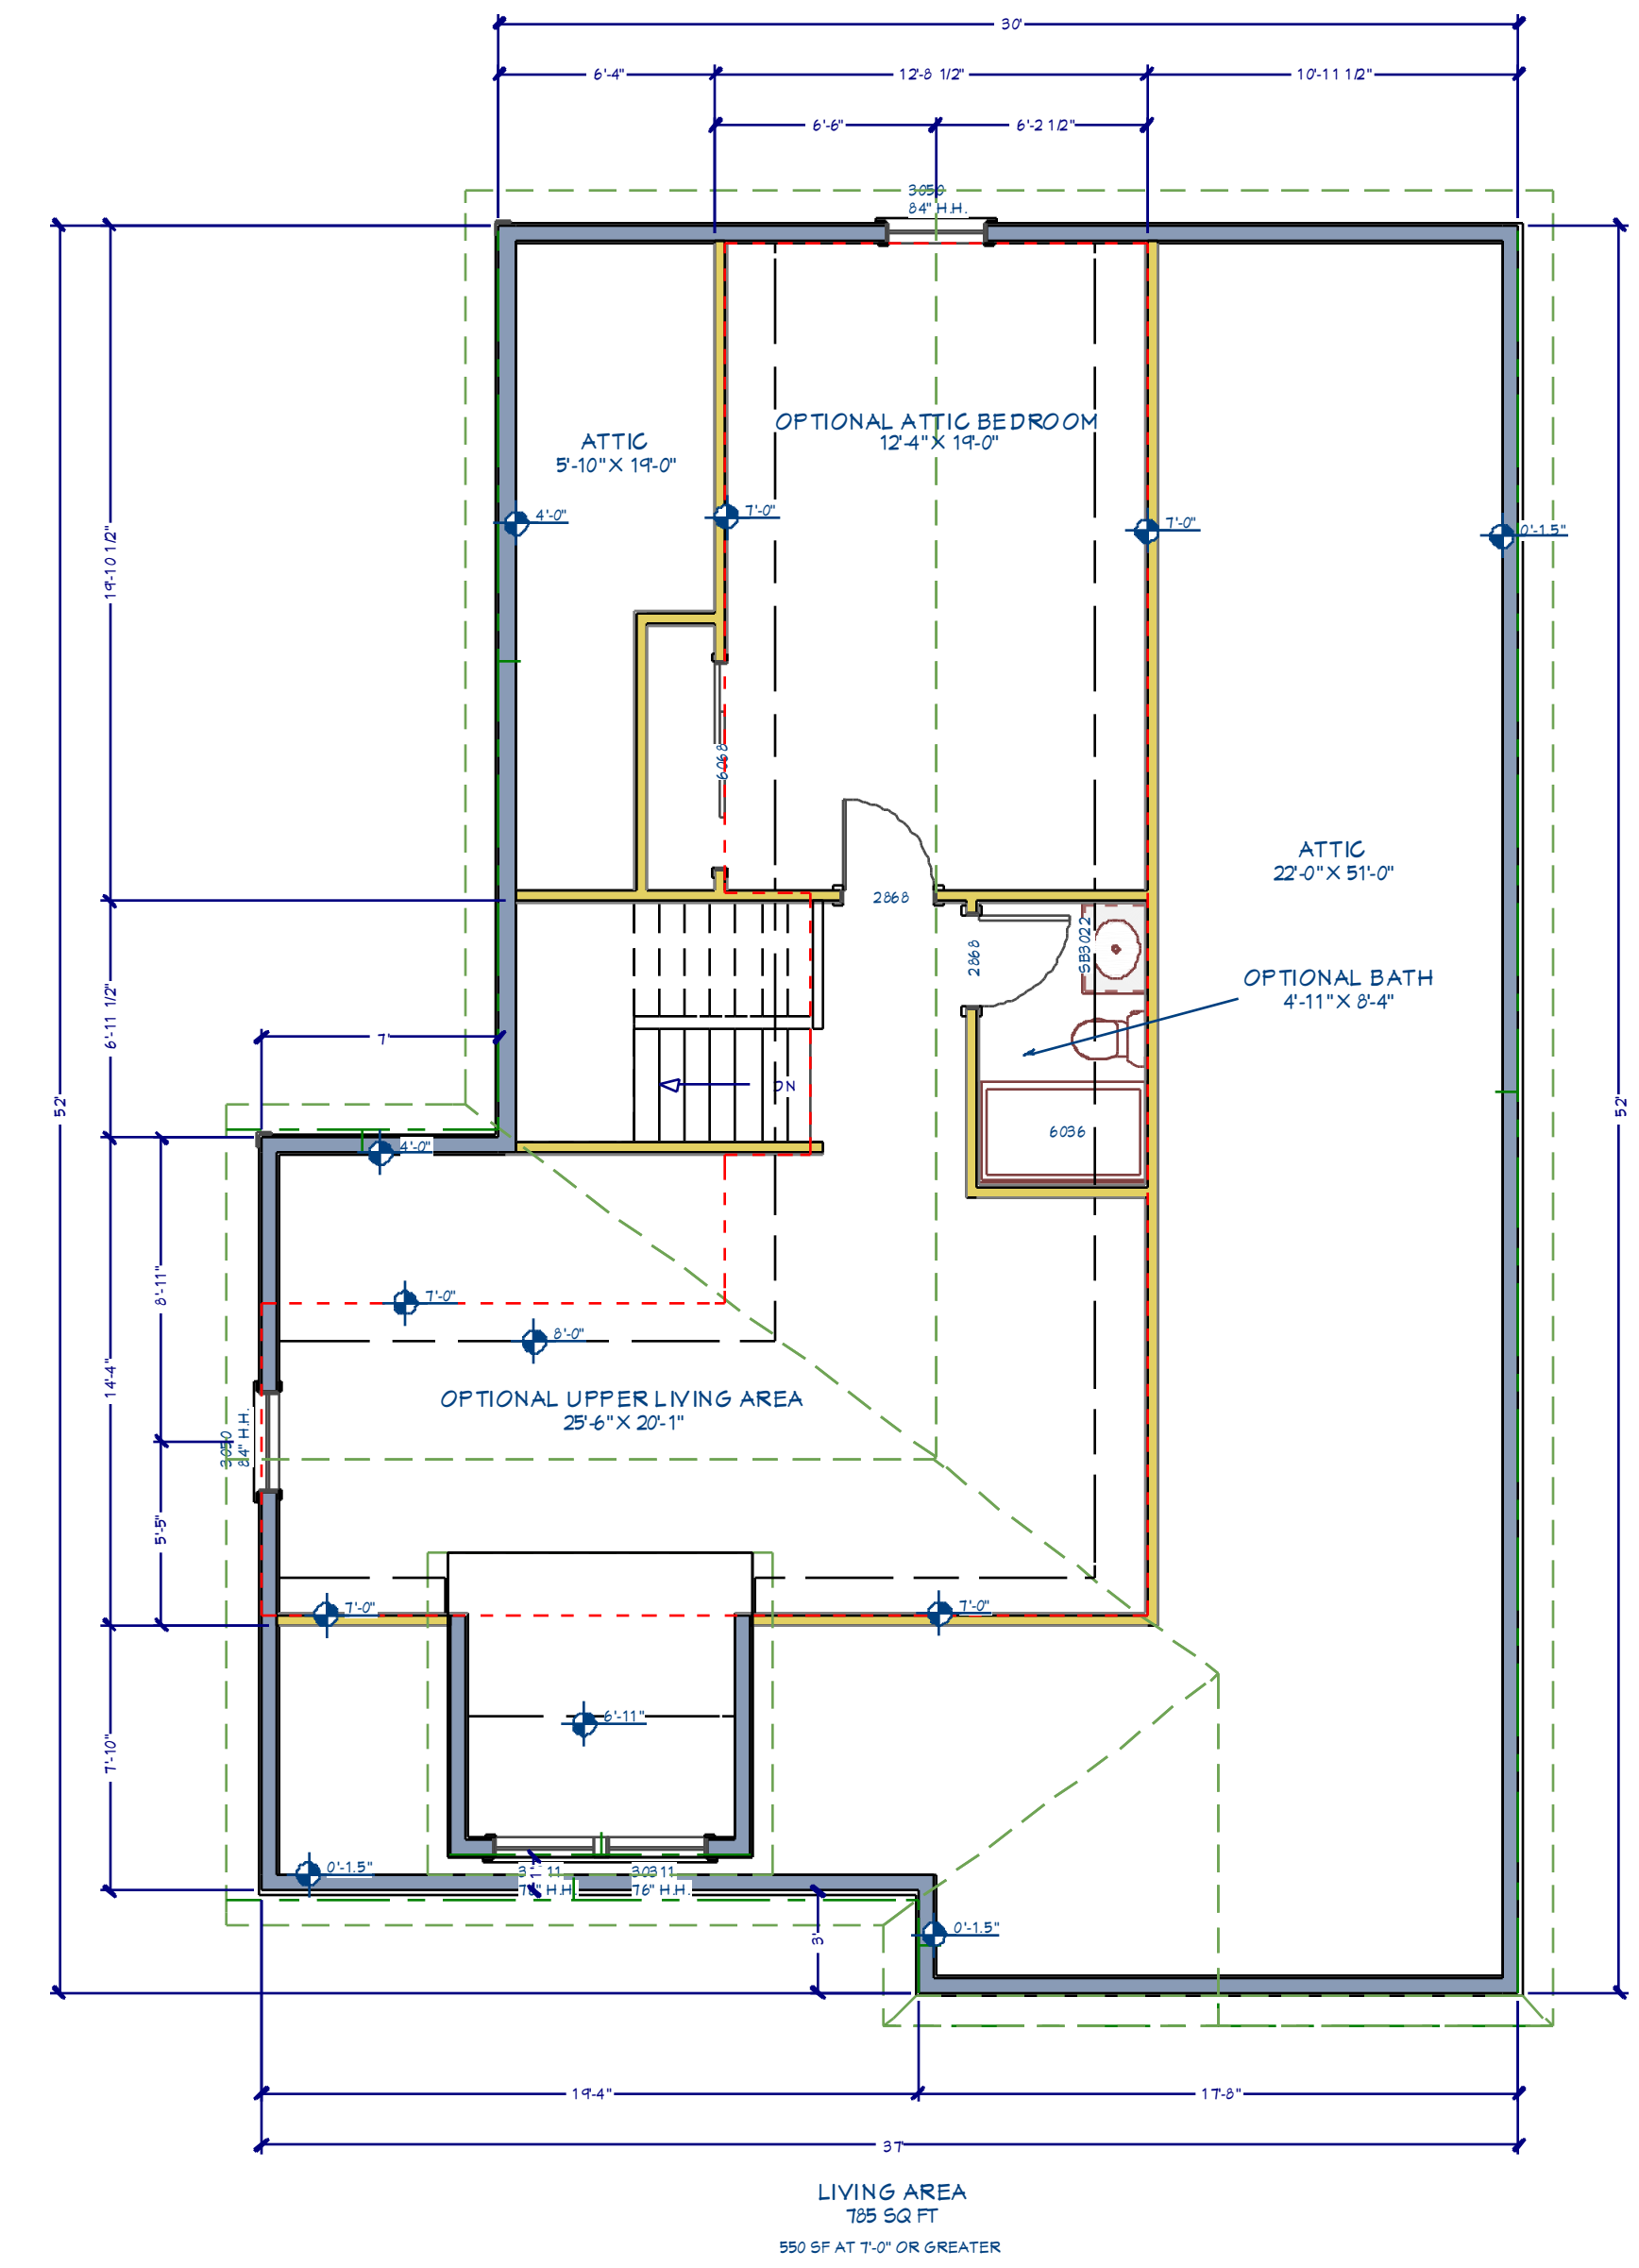 30'
6'-4"
12'-8 1/2"
10'-11 1/2"
6'-6"
6'-2 1/2"
3050
84" H.H.
OPTIONAL ATTIC BEDROOM
12'-4" X 19'-0"
ATTIC
5'-10" X 19'-0"
4'-0"
7'-0"
7'-0"
0'-1.5"
19'-10 1/2"
6068
ATTIC
22'-0" X 51'-0"
2868
2868
SB3022
OPTIONAL BATH
4'-11" X 8'-4"
6'-11 1/2"
7'
DN
52'
52'
6036
4'-0"
8'-11"
7'-0"
8'-0"
14'-4"
OPTIONAL UPPER LIVING AREA
25'-6" X 20'-1"
3050
84" H.H.
5'-5"
7'-0"
7'-0"
6'-11"
7'-10"
0'-1.5"
30311
76" H.H.
76" H.H.
3'
0'-1.5"
19'-4"
17'-8"
37'
LIVING AREA
785 SQ FT
550 SF AT 7'-0" OR GREATER